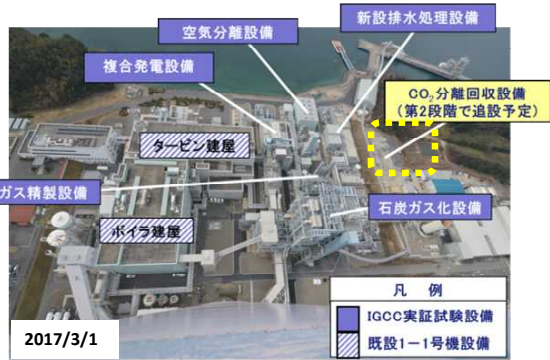 新設排水処理設備
空気分離設備
複合発電設備
CO₂分離回収設備
(第2段階で追設予定)
タービン建屋
ガス精製設備
石炭ガス化設備
ボイラ建屋
凡 例
IGCC実証試験設備
既設1-1号機設備
2017/3/1